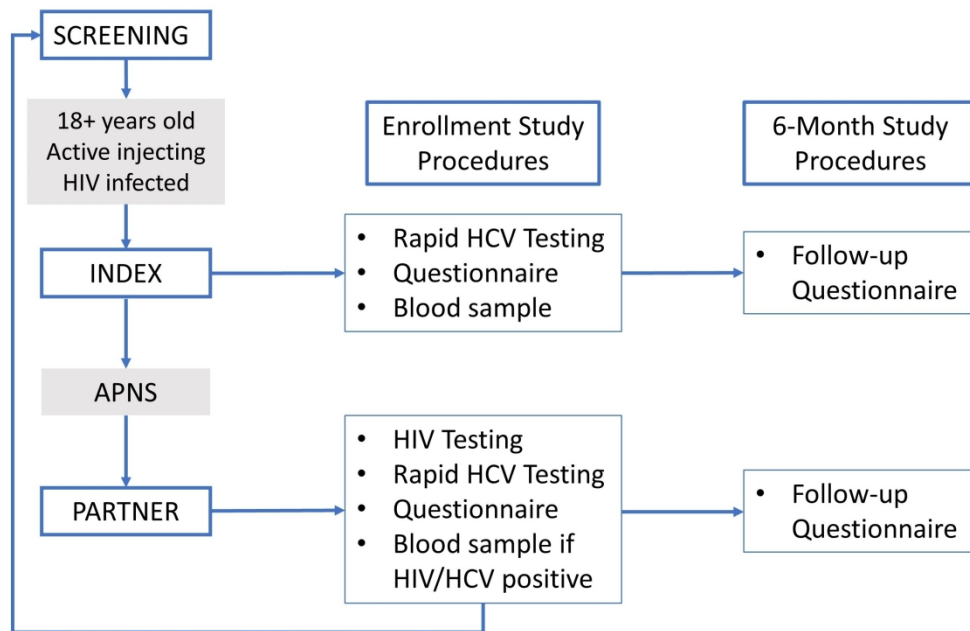 SCREENING
18+ years old
Active injecting
HIV infected
INDEX
APNS
PARTNER
Enrollment Study
Procedures
• Rapid HCV Testing
• Questionnaire
• Blood sample
• HIV Testing
• Rapid HCV Testing
• Questionnaire
• Blood sample if
HIV/HCV positive
6-Month Study
Procedures
• Follow-up
Questionnaire
• Follow-up
Questionnaire